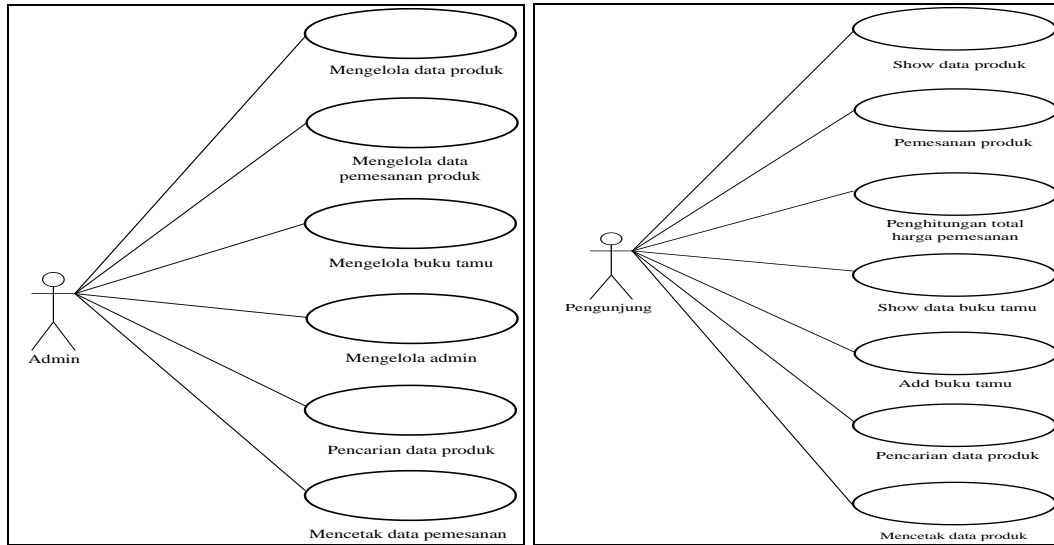 Mengelola data produk
Mengelola data
pemesanan produk
Mengelola buku tamu
Mengelola admin
Admin
Pencarian data produk
Mencetak data pemesanan
Show data produk
Pemesanan produk
Penghitungan total
harga pemesanan
Pengunjung
Show data buku tamu
Add buku tamu
Pencarian data produk
Mencetak data produk